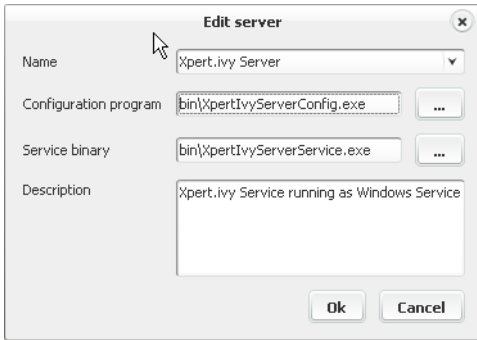 Edit server
Name
Xpert.ivy Server
Configuration program
bin\XpertIvyServerConfig.exe
...
Service binary
bin\XpertIvyServerService.exe
...
Description
Xpert.ivy Service running as Windows Service
Ok
Cancel